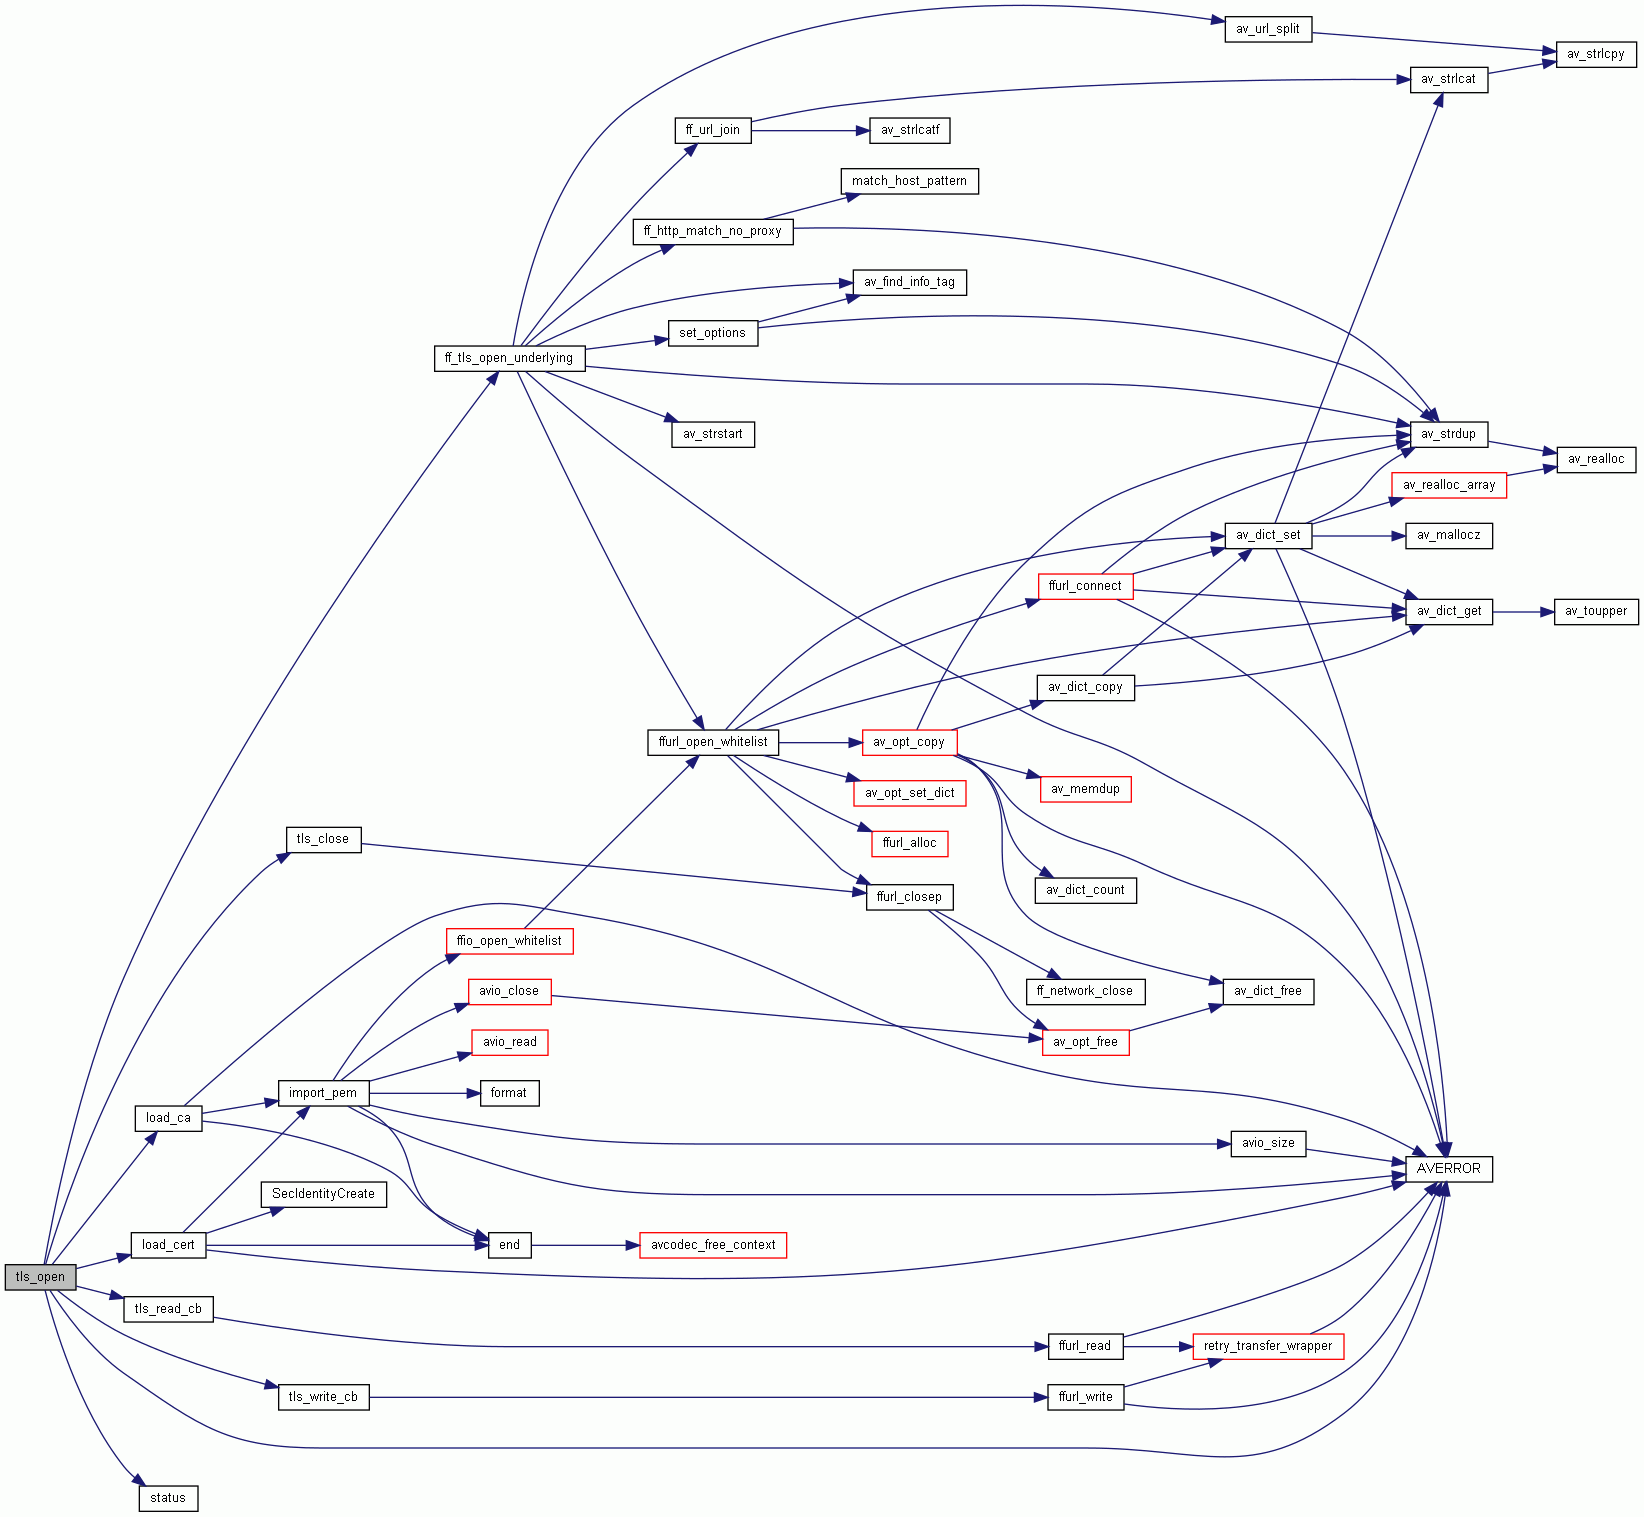 av_url_split
av_strlcpy
av_strlcat
ff_url_join
av_strlcatf
match_host_pattern
ff_http_match_no_proxy
av_find_info_tag
set_options
ff_tls_open_underlying
av_strstart
av_strdup
av_realloc
av_realloc_array
av_dict_set
av_mallocz
ffurl_connect
av_dict_get
av_toupper
av_dict_copy
ffurl_open_whitelist
av_opt_copy
av_memdup
av_opt_set_dict
tls_close
ffurl_alloc
av_dict_count
ffurl_closep
ffio_open_whitelist
avio_close
ff_network_close
av_dict_free
avio_read
av_opt_free
import_pem
format
load_ca
avio_size
AVERROR
SecIdentityCreate
load_cert
end
avcodec_free_context
tls_open
tls_read_cb
ffurl_read
retry_transfer_wrapper
tls_write_cb
ffurl_write
status